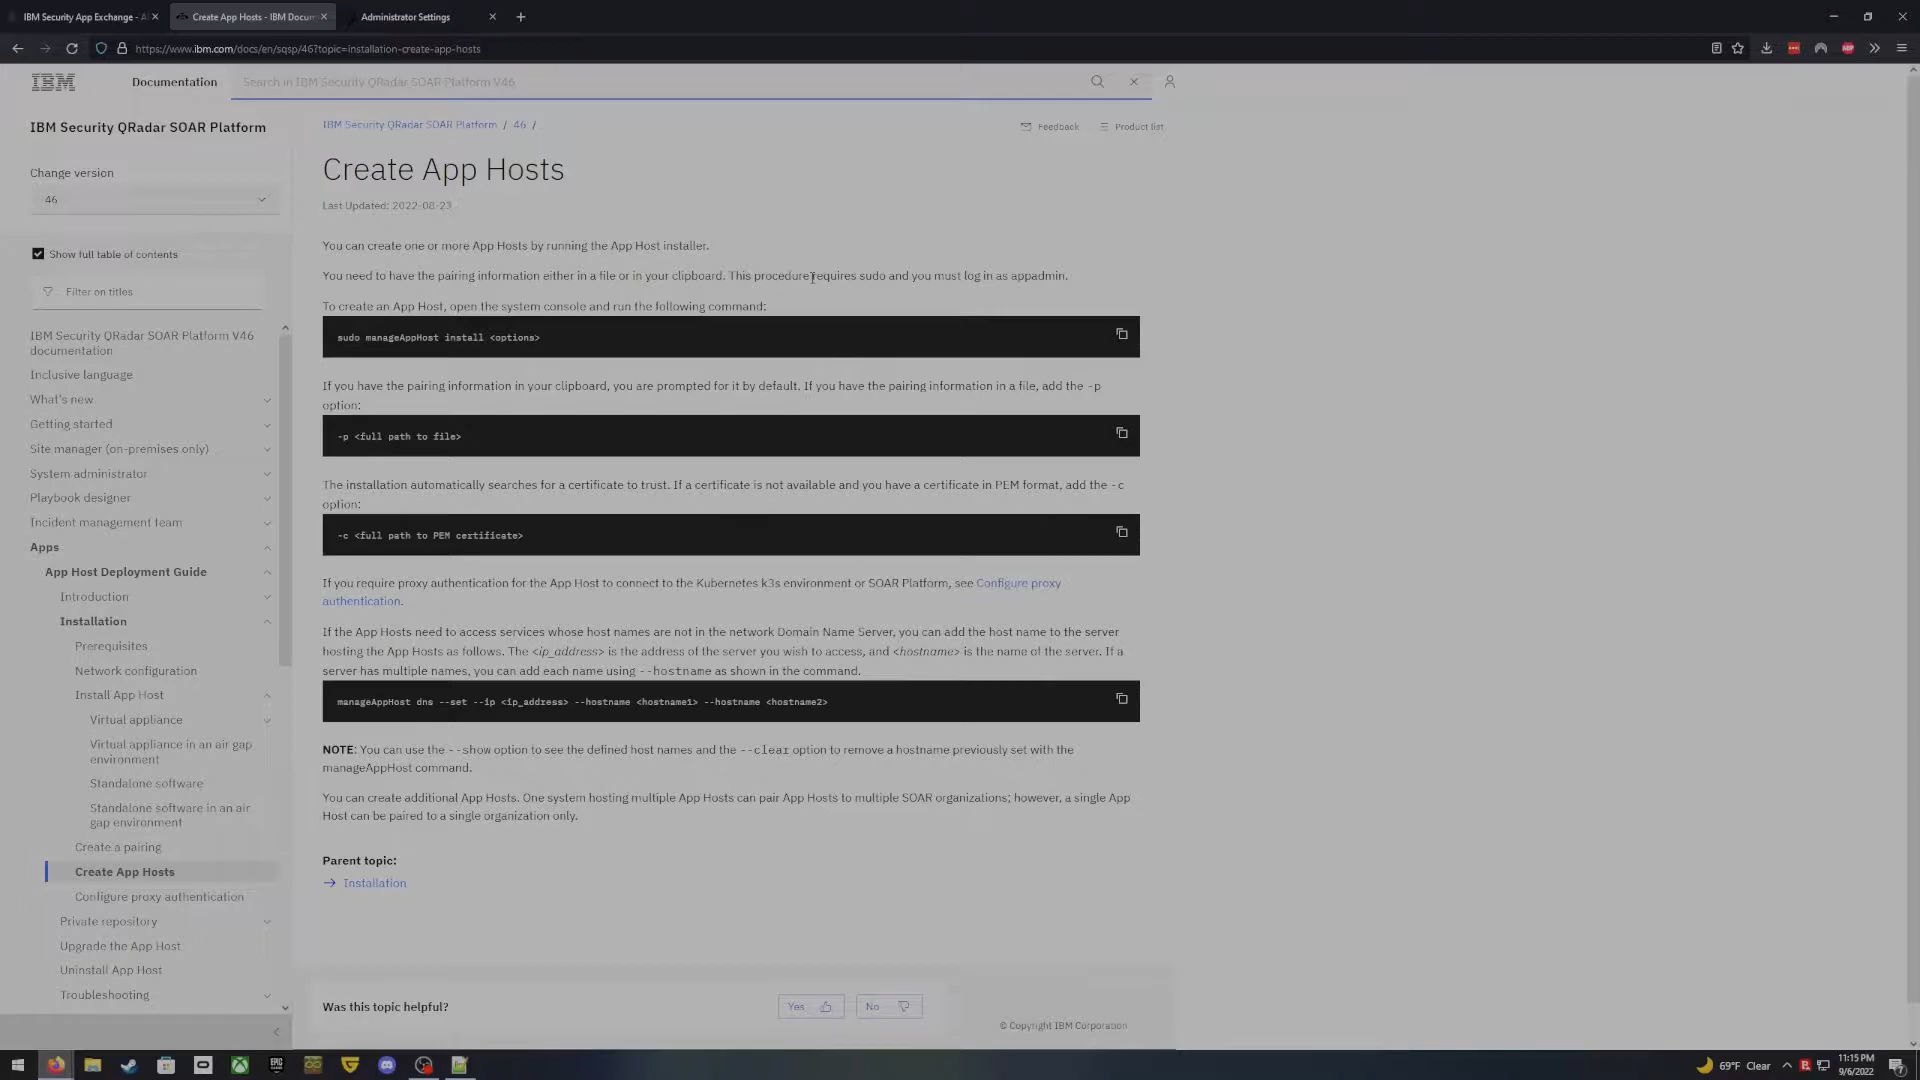 IBM Security App Exchange - A
Create App Hosts - IBM Docum
Administrator Settings
https://www.ibm.com/docs/en/sqsp/46?topic=installation-create-app-hosts
IBM
Documentation
Search in IBM Security QRadar SOAR Platform V46
IBM Security QRadar SOAR Platform
Change version
46
Show full table of contents
Filter on titles
IBM Security QRadar SOAR Platform V46
documentation
Inclusive language
What's new
Getting started
Site manager (on-premises only)
System administrator
Playbook designer
Incident management team
Apps
App Host Deployment Guide
Introduction
Installation
Prerequisites
Network configuration
Install App Host
Virtual appliance
Virtual appliance in an air gap
environment
Standalone software
Standalone software in an air
gap environment
Create a pairing
Create App Hosts
Configure proxy authentication
Private repository
Upgrade the App Host
Uninstall App Host
Troubleshooting
IBM Security QRadar SOAR Platform / 46 /
Feedback
Product list
Create App Hosts
Last Updated: 2022-08-23
You can create one or more App Hosts by running the App Host installer.
You need to have the pairing information either in a file or in your clipboard. This procedure requires sudo and you must log in as appadmin.
To create an App Host, open the system console and run the following command:
sudo manageAppHost install <options>
If you have the pairing information in your clipboard, you are prompted for it by default. If you have the pairing information in a file, add the -p
option:
-p <full path to file>
The installation automatically searches for a certificate to trust. If a certificate is not available and you have a certificate in PEM format, add the -c
option:
-c <full path to PEM certificate>
If you require proxy authentication for the App Host to connect to the Kubernetes k3s environment or SOAR Platform, see Configure proxy
authentication.
If the App Hosts need to access services whose host names are not in the network Domain Name Server, you can add the host name to the server
hosting the App Hosts as follows. The <ip_address> is the address of the server you wish to access, and <hostname> is the name of the server. If a
server has multiple names, you can add each name using --hostname as shown in the command.
manageAppHost dns --set --ip <ip_address> --hostname <hostname1> --hostname <hostname2>
NOTE: You can use the --show option to see the defined host names and the --clear option to remove a hostname previously set with the
manageAppHost command.
You can create additional App Hosts. One system hosting multiple App Hosts can pair App Hosts to multiple SOAR organizations; however, a single App
Host can be paired to a single organization only.
Parent topic:
Installation
Was this topic helpful?
Yes
No
© Copyright IBM Corporation
69°F Clear
11:15 PM
9/6/2022